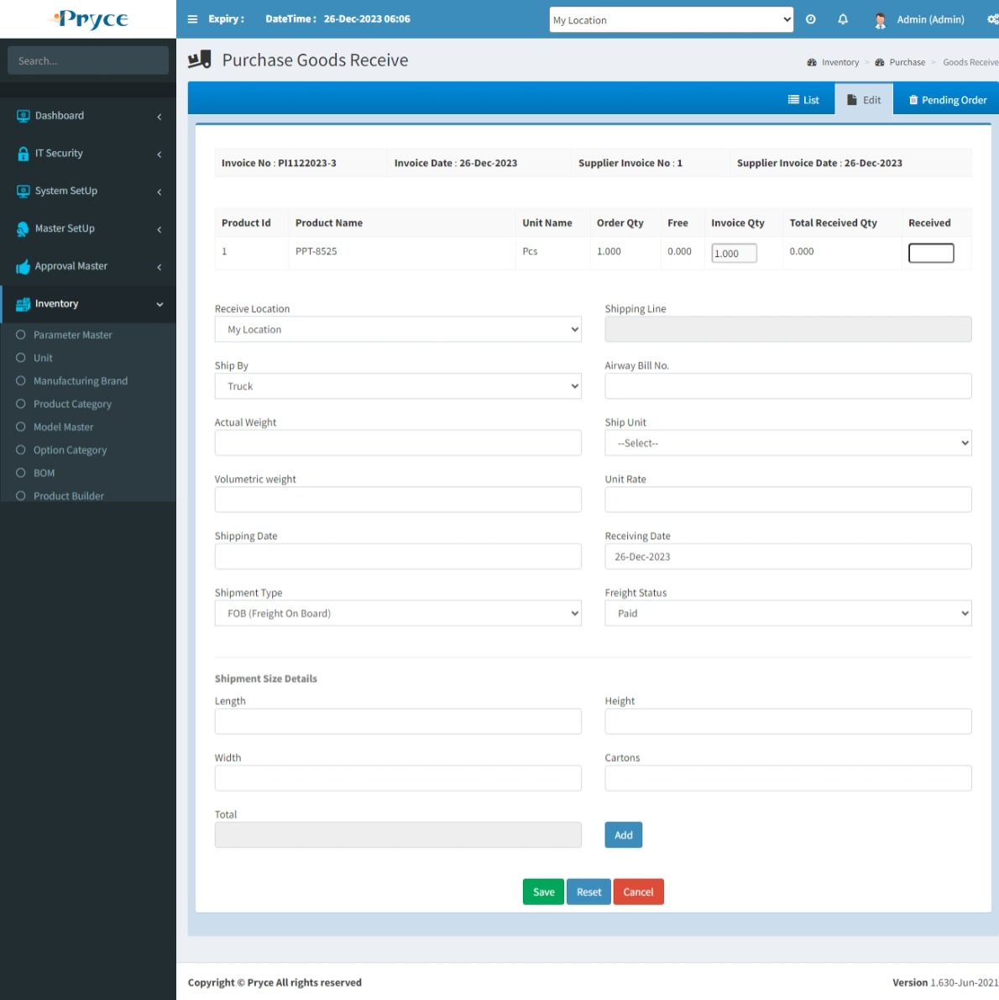 Pryce
Expiry :
DateTime : 26-Dec-2023 06:06
My Location
Admin (Admin)
Search...
Purchase Goods Receive
Inventory > Purchase > Goods Receive
List
Edit
Pending Order
Dashboard
IT Security
System SetUp
Master SetUp
Approval Master
Inventory
Parameter Master
Unit
Manufacturing Brand
Product Category
Model Master
Option Category
BOM
Product Builder
Invoice No : PI1122023-3 Invoice Date : 26-Dec-2023 Supplier Invoice No : 1 Supplier Invoice Date : 26-Dec-2023
Product Id Product Name Unit Name Order Qty Free Invoice Qty Total Received Qty Received
1 PPT-8525 Pcs 1.000 0.000 1.000 0.000
Receive Location Shipping Line
My Location
Ship By Airway Bill No.
Truck
Actual Weight Ship Unit
--Select--
Volumetric weight Unit Rate
Shipping Date Receiving Date
26-Dec-2023
Shipment Type Freight Status
FOB (Freight On Board) Paid
Shipment Size Details
Length Height
Width Cartons
Total
Add
Save Reset Cancel
Copyright © Pryce All rights reserved Version 1.630-Jun-2021